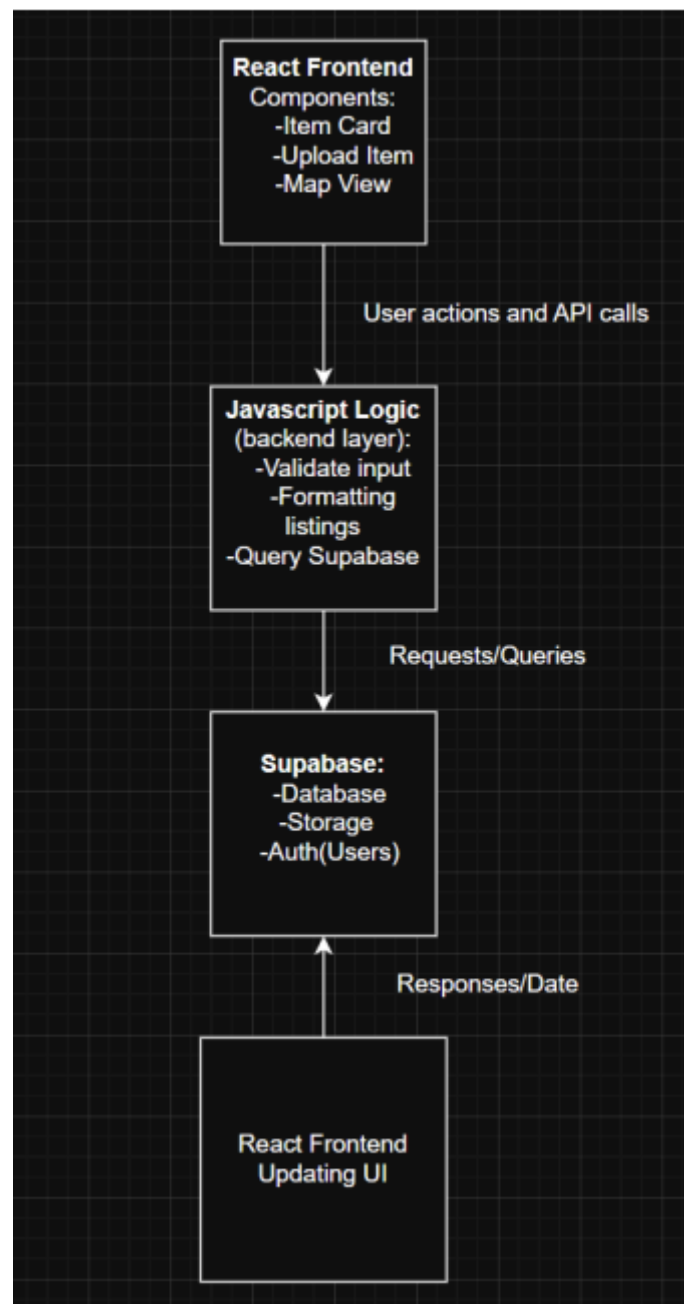 React Frontend
Components:
-Item Card
-Upload Item
-Map View
User actions and API calls
Javascript Logic
(backend layer):
-Validate input
-Formatting
listings
-Query Supabase
Requests/Queries
Supabase:
-Database
-Storage
-Auth(Users)
Responses/Date
React Frontend
Updating UI